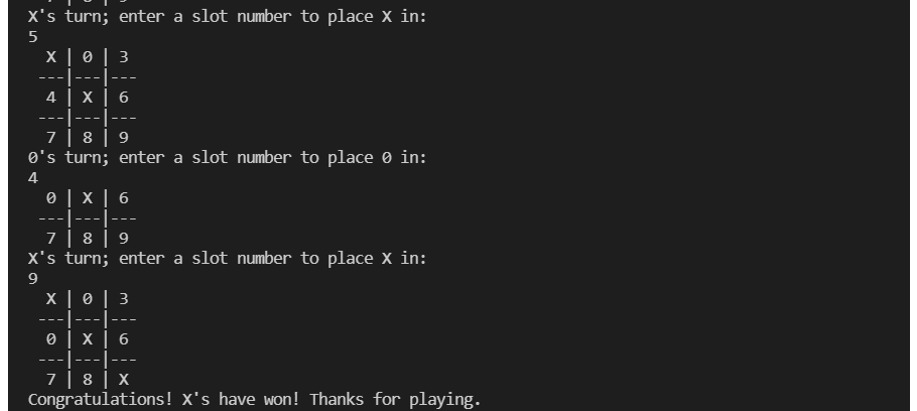 X's turn; enter a slot number to place X in:
5
X | 0 | 3
---|---|---
4 | X | 6
---|---|---
7 | 8 | 9
0's turn; enter a slot number to place 0 in:
4
0 | X | 6
---|---|---
7 | 8 | 9
X's turn; enter a slot number to place X in:
9
X | 0 | 3
---|---|---
0 | X | 6
---|---|---
7 | 8 | X
Congratulations! X's have won! Thanks for playing.